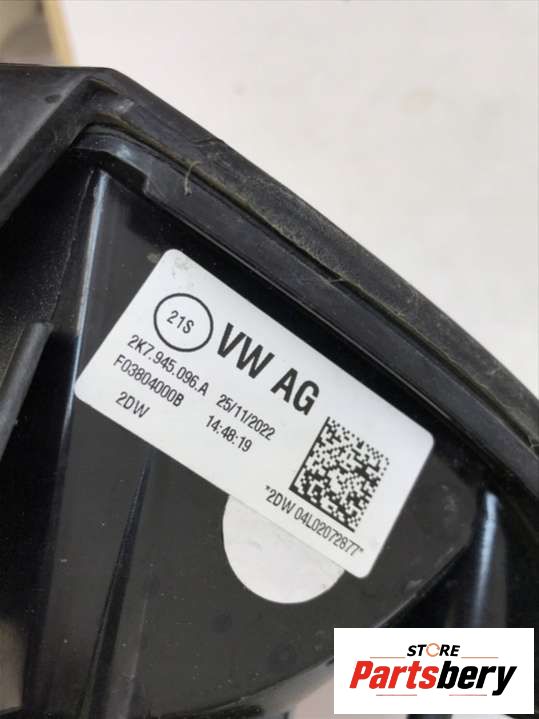 21S VW AG
2K7.945.096.A 25/11/2022
F03804000B 14:48:19
2DW
*2DW 04L02072877*
STORE
Partsbery